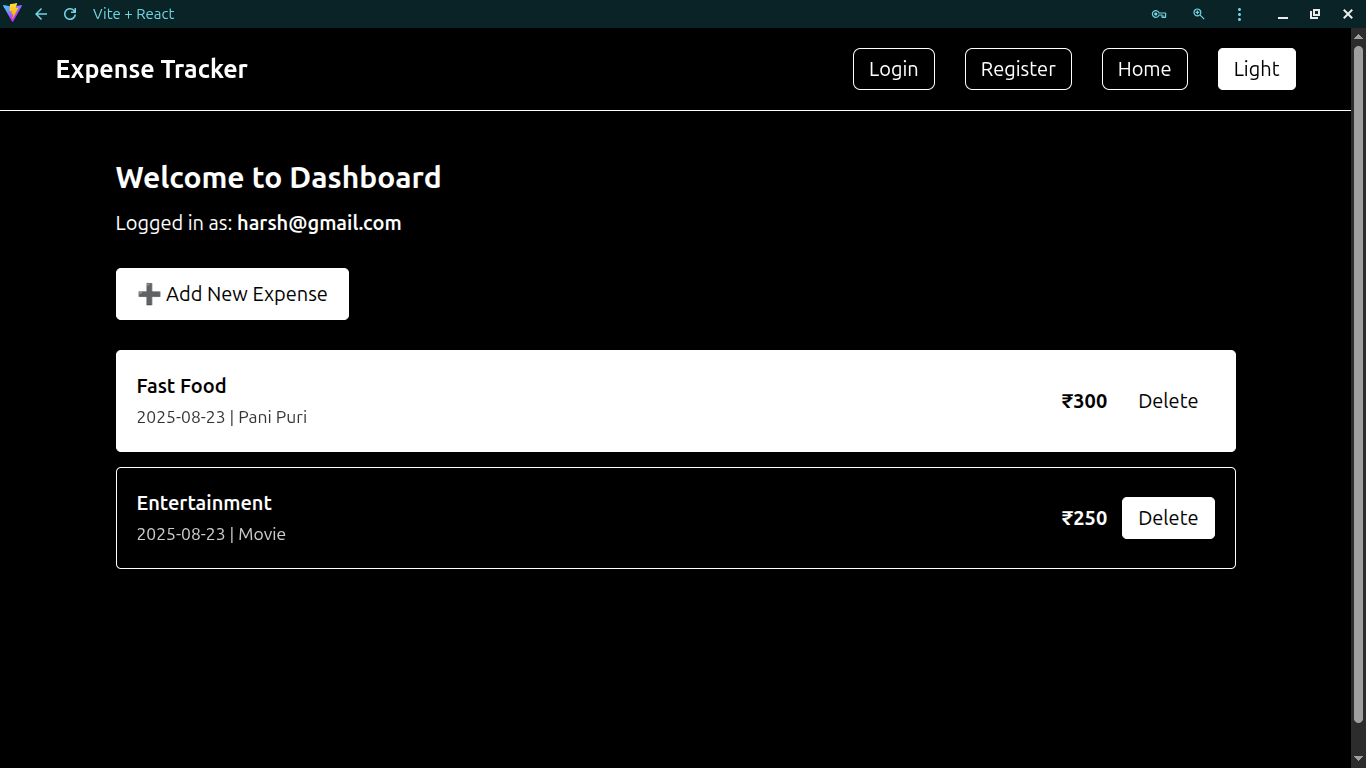 Vite + React
Expense Tracker
Login
Register
Home
Light
Welcome to Dashboard
Logged in as: harsh@gmail.com
➕ Add New Expense
Fast Food
2025-08-23 | Pani Puri
₹300
Delete
Entertainment
2025-08-23 | Movie
₹250
Delete